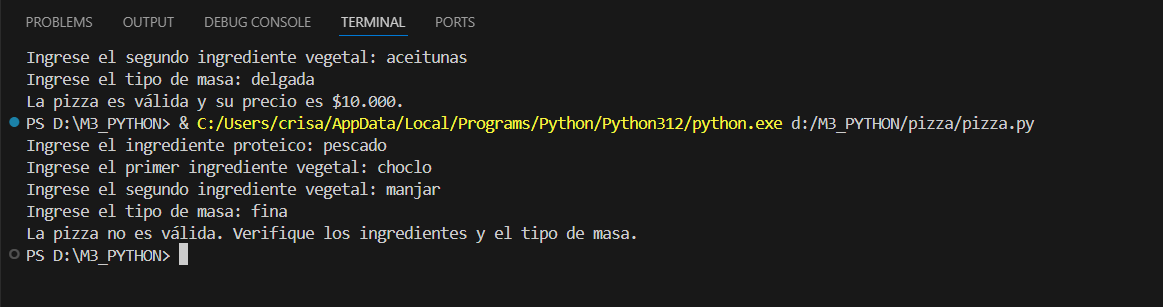 PROBLEMS OUTPUT DEBUG CONSOLE TERMINAL PORTS
Ingrese el segundo ingrediente vegetal: aceitunas
Ingrese el tipo de masa: delgada
La pizza es válida y su precio es $10.000.
PS D:\M3_PYTHON> & C:/Users/crisa/AppData/Local/Programs/Python/Python312/python.exe d:/M3_PYTHON/pizza/pizza.py
Ingrese el ingrediente proteico: pescado
Ingrese el primer ingrediente vegetal: choclo
Ingrese el segundo ingrediente vegetal: manjar
Ingrese el tipo de masa: fina
La pizza no es válida. Verifique los ingredientes y el tipo de masa.
PS D:\M3_PYTHON>